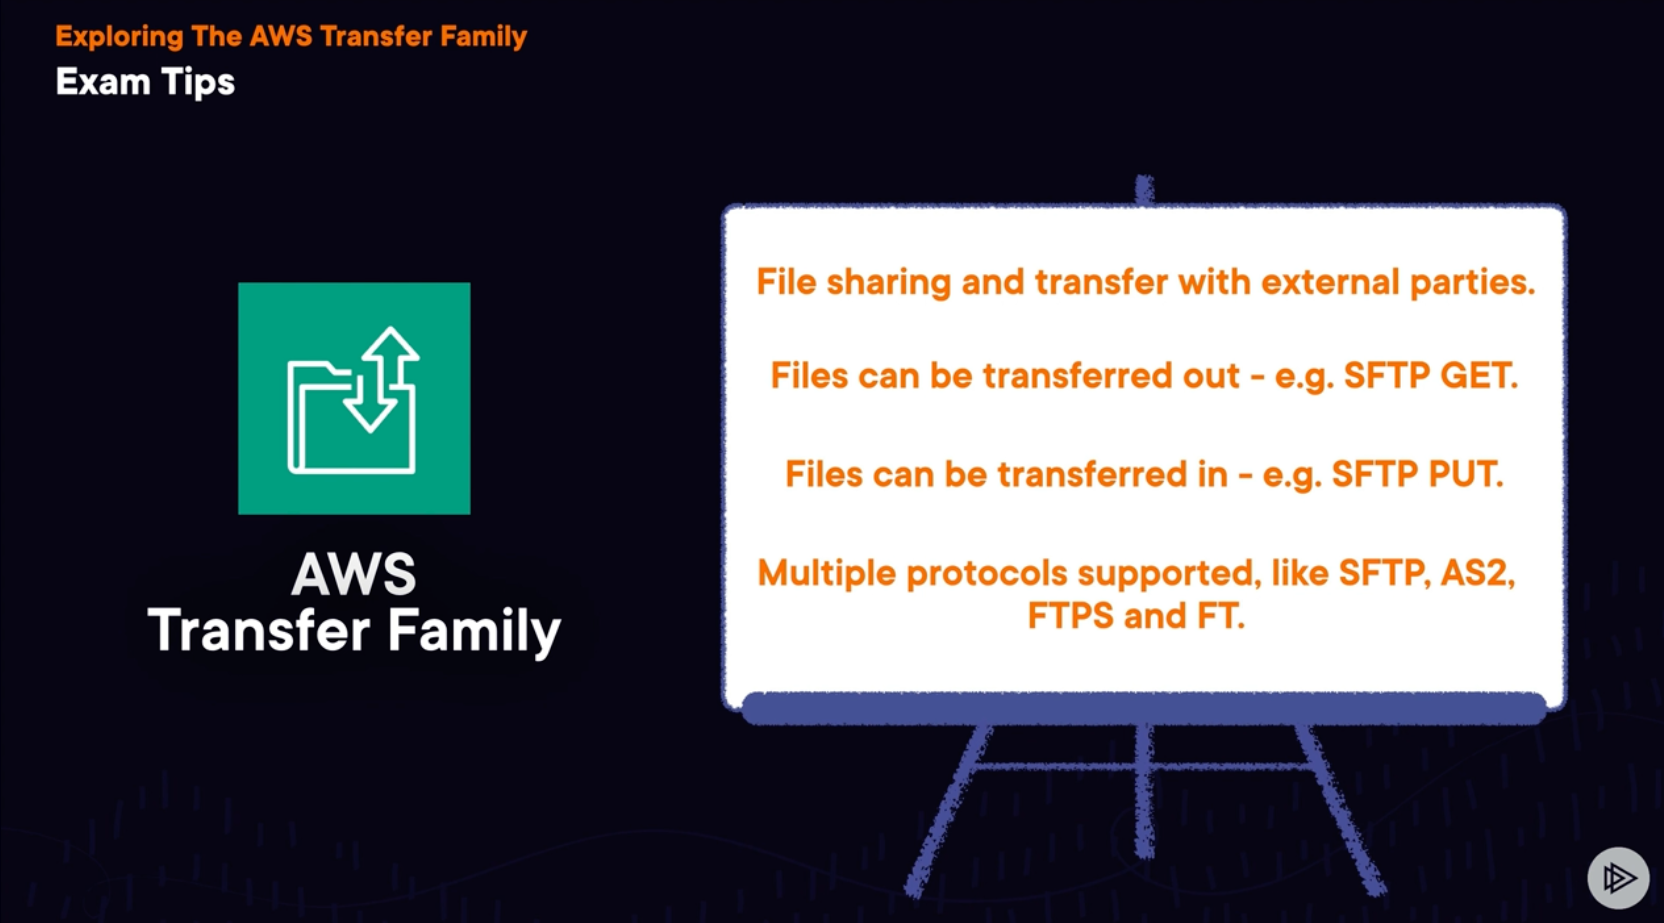 Exploring The AWS Transfer Family
Exam Tips
File sharing and transfer with external parties.
Files can be transferred out - e.g. SFTP GET.
Files can be transferred in - e.g. SFTP PUT.
Multiple protocols supported, like SFTP, AS2,
FTPS and FT.
AWS
Transfer Family